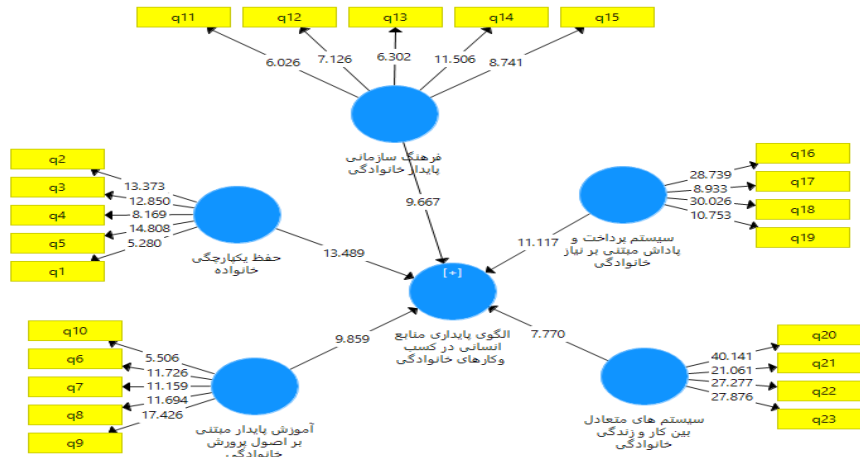 q11
q12
q13
q14
q15
6.026
7.126
6.302
11.506
8.741
فرهنگ سازمانی
پایدار خانوادگی
9.667
q2
q3
q4
q5
q1
13.373
12.850
8.169
14.808
5.280
حفظ یکپارچگی
خانواده
13.489
q16
q17
q18
q19
28.739
8.933
30.026
10.753
سیستم پرداخت و
پاداش مبتنی بر نیاز
خانوادگی
11.117
[+]
الگوی پایداری منابع
انسانی در کسب
وکارهای خانوادگی
q10
q6
q7
q8
q9
5.506
11.726
11.159
11.694
17.426
آموزش پایدار مبتنی
بر اصول پرورش
خانوادگی
9.859
q20
q21
q22
q23
40.141
21.061
27.277
27.876
سیستم های متعادل
بین کار و زندگی
خانوادگی
7.770